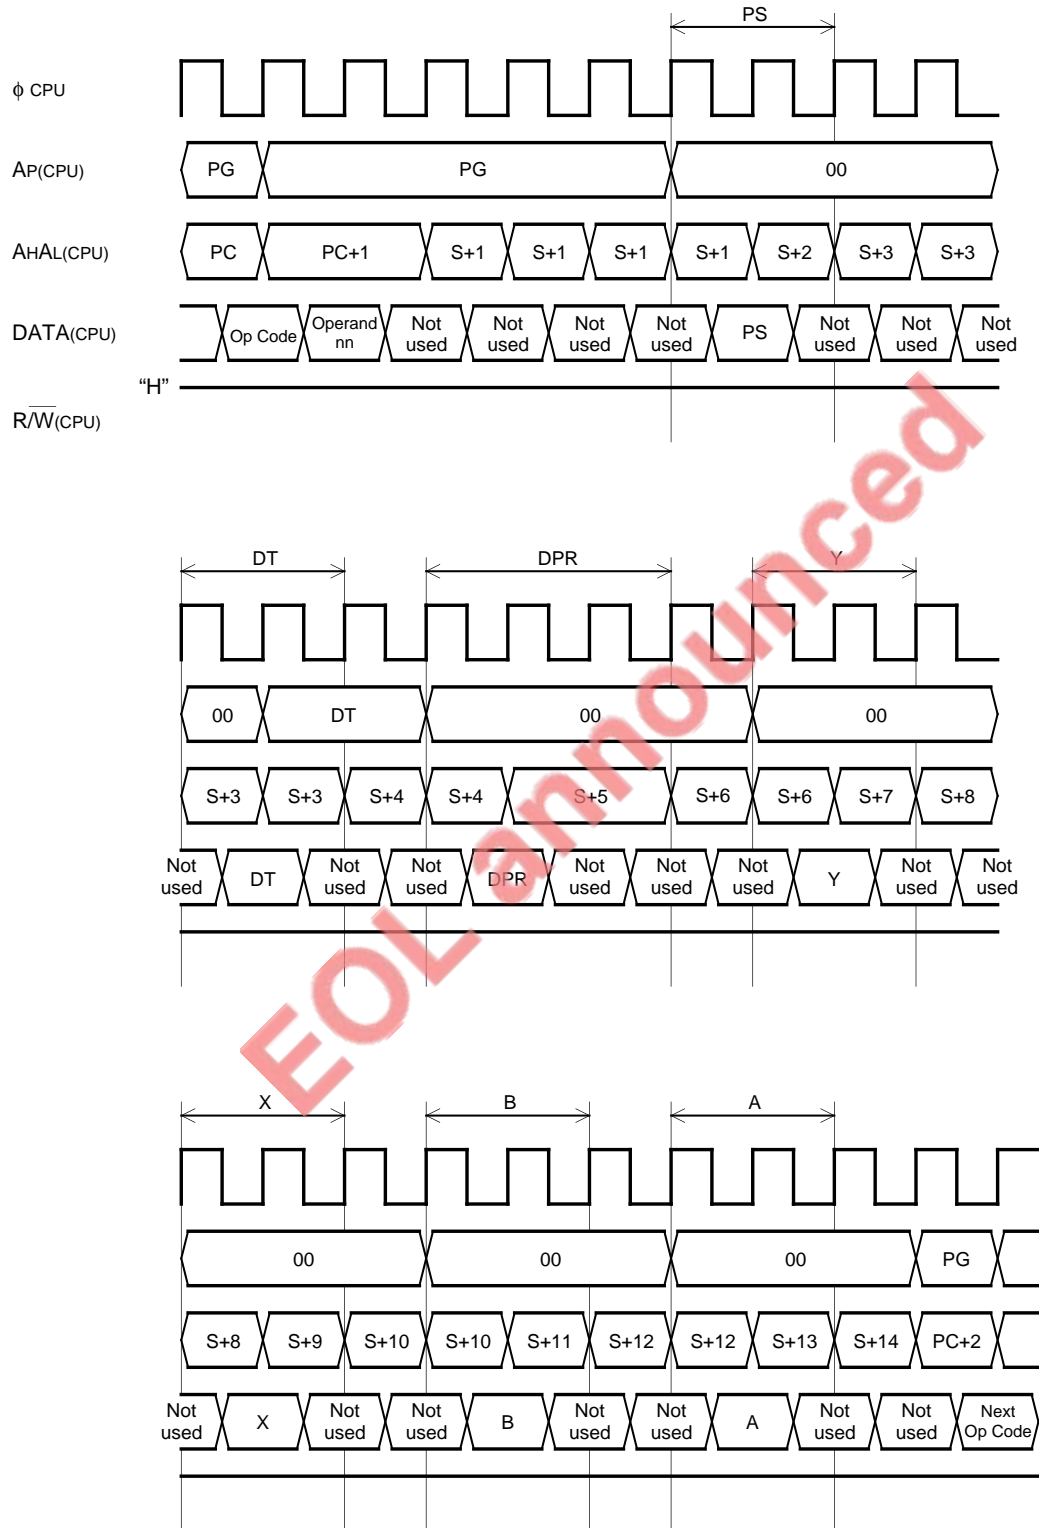 PS
ϕ CPU
AP(CPU) PG PG 00
AHAL(CPU) PC PC+1 S+1 S+1 S+1 S+1 S+2 S+3 S+3
DATA(CPU) Op Code Operand nn Not used Not used Not used Not used PS Not used Not used Not used
“H”
R/W(CPU)
DT DPR Y
00 DT 00 00
S+3 S+3 S+4 S+4 S+5 S+6 S+6 S+7 S+8
Not used DT Not used Not used DPR Not used Not used Not used Y Not used Not used
X B A
00 00 00 PG
S+8 S+9 S+10 S+10 S+11 S+12 S+12 S+13 S+14 PC+2
Not used X Not used Not used B Not used Not used A Not used Not used Next Op Code
EOL announced